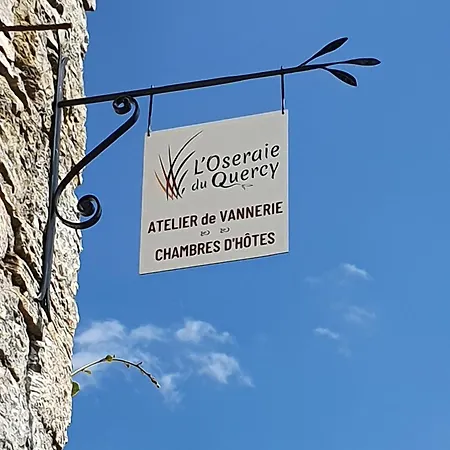 L'Oseraie
du Quercy
ATELIER de VANNERIE
CHAMBRES D'HÔTES